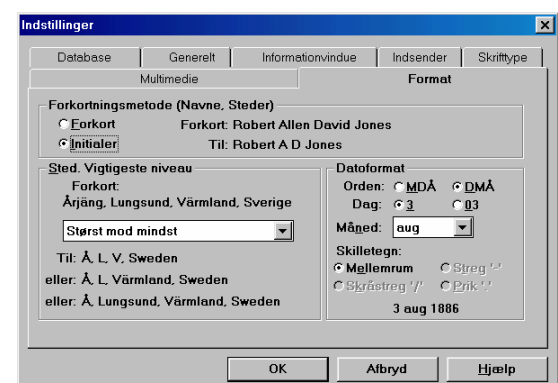 Indstillinger
Database Generelt Informationvindue Indsender Skrifttype
Multimedie Format
Forkortningsmetode (Navne, Steder)
Forkort Forkort: Robert Allen David Jones
Initialer Til: Robert A D Jones
Sted. Vigtigeste niveau
Forkort:
Årjäng, Lungsund, Värmland, Sverige
Størst mod mindst
Til: Å, L, V, Sweden
eller: Å, L, Värmland, Sweden
eller: Å, Lungsund, Värmland, Sweden
Datoformat
Orden: MDÅ DMÅ
Dag: 3 03
Måned: aug
Skilletegn:
Mellemrum Streg '-'
Skråstreg '/' Prik '.'
3 aug 1886
OK Afbryd Hjælp